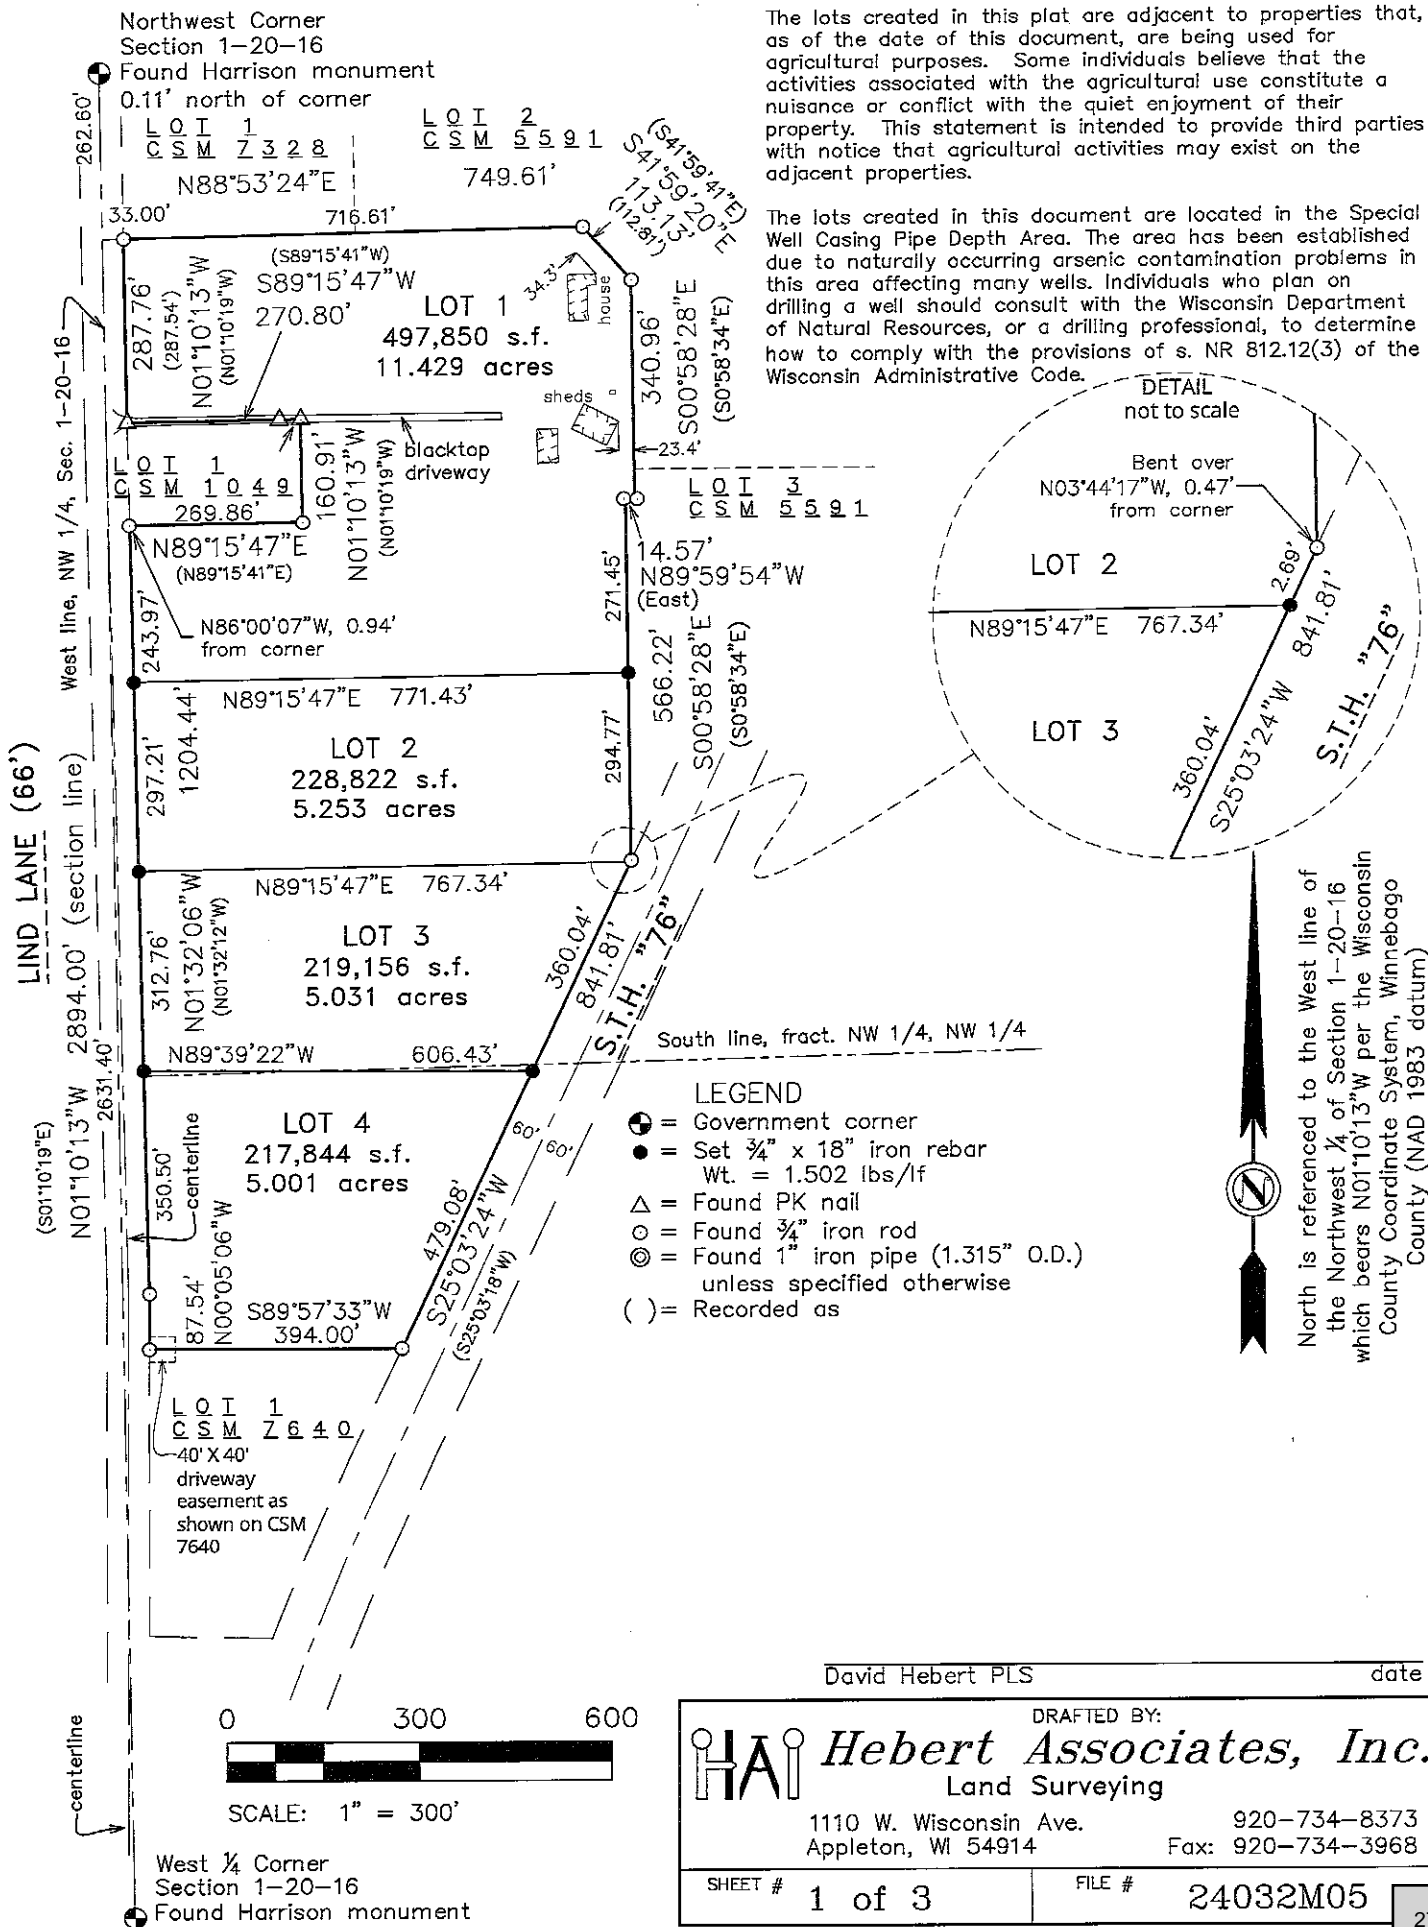 Northwest Corner
Section 1-20-16
Found Harrison monument
0.11' north of corner
262.60'
LOT 1
CSM 7328
LOT 2
CSM 5591
N88°53'24"E
749.61'
33.00'
716.61'
(S41°59'41"E)
S41°59'20"E
113.13'
(112.81')
The lots created in this plat are adjacent to properties that,
as of the date of this document, are being used for
agricultural purposes. Some individuals believe that the
activities associated with the agricultural use constitute a
nuisance or conflict with the quiet enjoyment of their
property. This statement is intended to provide third parties
with notice that agricultural activities may exist on the
adjacent properties.
The lots created in this document are located in the Special
Well Casing Pipe Depth Area. The area has been established
due to naturally occurring arsenic contamination problems in
this area affecting many wells. Individuals who plan on
drilling a well should consult with the Wisconsin Department
of Natural Resources, or a drilling professional, to determine
how to comply with the provisions of s. NR 812.12(3) of the
Wisconsin Administrative Code.
(S89°15'41"W)
S89°15'47"W
270.80'
287.76'
(287.54')
N01°10'13"W
(N01°10'19"W)
LOT 1
497,850 s.f.
11.429 acres
34.3'
house
340.96'
S00°58'28"E
(S0°58'34"E)
sheds
23.4'
blacktop
driveway
LOT 1
CSM 1049
269.86'
N89°15'47"E
(N89°15'41"E)
160.91'
N01°10'13"W
(N01°10'19"W)
LOT 3
CSM 5591
14.57'
N89°59'54"W
(East)
271.45'
566.22'
S00°58'28"E
(S0°58'34"E)
N86°00'07"W, 0.94'
from corner
243.97'
West line, NW 1/4, Sec. 1-20-16
N89°15'47"E 771.43'
1204.44'
297.21'
LOT 2
228,822 s.f.
5.253 acres
294.77'
N89°15'47"E 767.34'
LIND LANE (66')
(S01°10'19"E)
N01°10'13"W 2894.00' (section line)
2631.40'
312.76'
N01°32'06"W
(N01°32'12"W)
LOT 3
219,156 s.f.
5.031 acres
360.04'
841.81'
S.T.H. "76"
South line, fract. NW 1/4, NW 1/4
N89°39'22"W 606.43'
LOT 4
217,844 s.f.
5.001 acres
60'
60'
350.50'
centerline
479.08'
S25°03'24"W
(S25°03'18"W)
87.54'
N00°05'06"W
S89°57'33"W
394.00'
LOT 1
CSM 7640
40' X 40'
driveway
easement as
shown on CSM
7640
DETAIL
not to scale
Bent over
N03°44'17"W, 0.47'
from corner
LOT 2
2.69'
N89°15'47"E 767.34'
841.81'
LOT 3
360.04'
S25°03'24"W
S.T.H. "76"
LEGEND
= Government corner
= Set ¾" x 18" iron rebar
Wt. = 1.502 lbs/lf
= Found PK nail
= Found ¾" iron rod
= Found 1" iron pipe (1.315" O.D.)
unless specified otherwise
( )= Recorded as
N
North is referenced to the West line of
the Northwest ¼ of Section 1-20-16
which bears N01°10'13"W per the Wisconsin
County Coordinate System, Winnebago
County (NAD 1983 datum)
0 300 600
SCALE: 1" = 300'
centerline
West ¼ Corner
Section 1-20-16
Found Harrison monument
David Hebert PLS date
DRAFTED BY:
HAI Hebert Associates, Inc.
Land Surveying
1110 W. Wisconsin Ave. 920-734-8373
Appleton, WI 54914 Fax: 920-734-3968
SHEET # 1 of 3 FILE # 24032M05